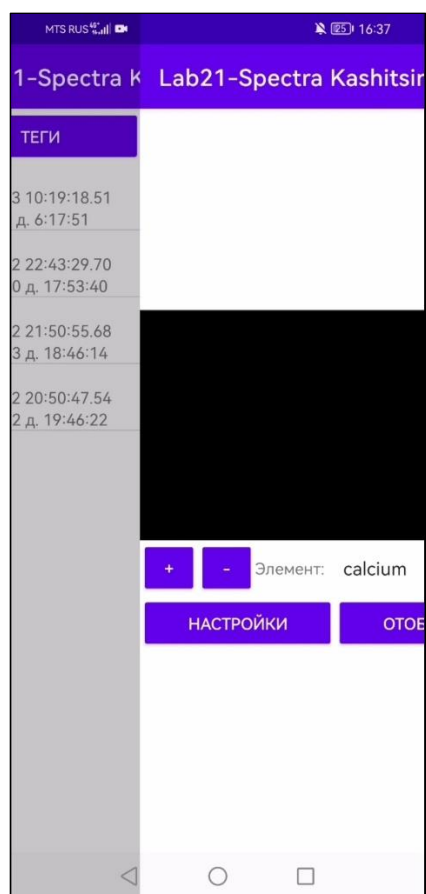 MTS RUS 4G+ 25 16:37
1-Spectra K
Lab21-Spectra Kashitsir
ТЕГИ
3 10:19:18.51
д. 6:17:51
2 22:43:29.70
0 д. 17:53:40
2 21:50:55.68
3 д. 18:46:14
2 20:50:47.54
2 д. 19:46:22
+ - Элемент: calcium
НАСТРОЙКИ ОТОБ